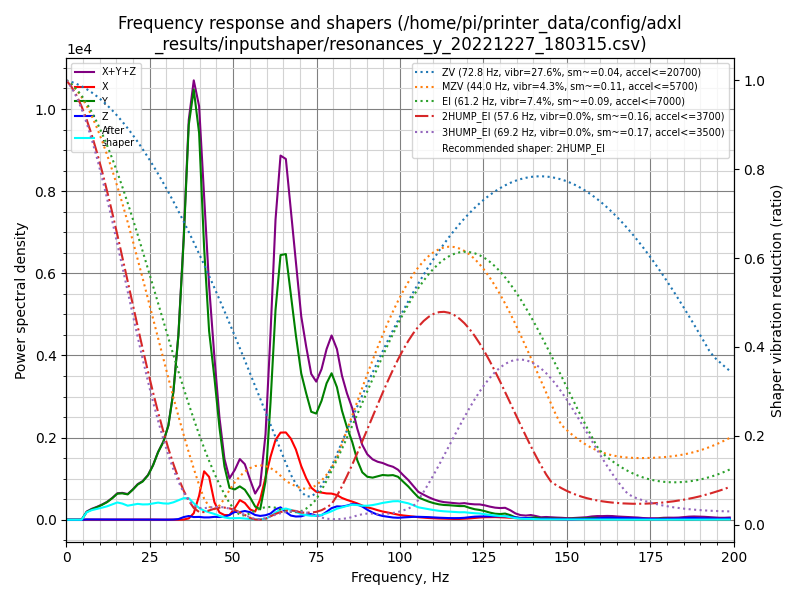 Frequency response and shapers (/home/pi/printer_data/config/adxl
_results/inputshaper/resonances_y_20221227_180315.csv)
1e4
X+Y+Z
X
Y
Z
After
shaper
ZV (72.8 Hz, vibr=27.6%, sm~=0.04, accel<=20700)
MZV (44.0 Hz, vibr=4.3%, sm~=0.11, accel<=5700)
EI (61.2 Hz, vibr=7.4%, sm~=0.09, accel<=7000)
2HUMP_EI (57.6 Hz, vibr=0.0%, sm~=0.16, accel<=3700)
3HUMP_EI (69.2 Hz, vibr=0.0%, sm~=0.17, accel<=3500)
Recommended shaper: 2HUMP_EI
Power spectral density
1.0
0.8
0.6
0.4
0.2
0.0
1.0
0.8
0.6
0.4
0.2
0.0
Shaper vibration reduction (ratio)
0 25 50 75 100 125 150 175 200
Frequency, Hz